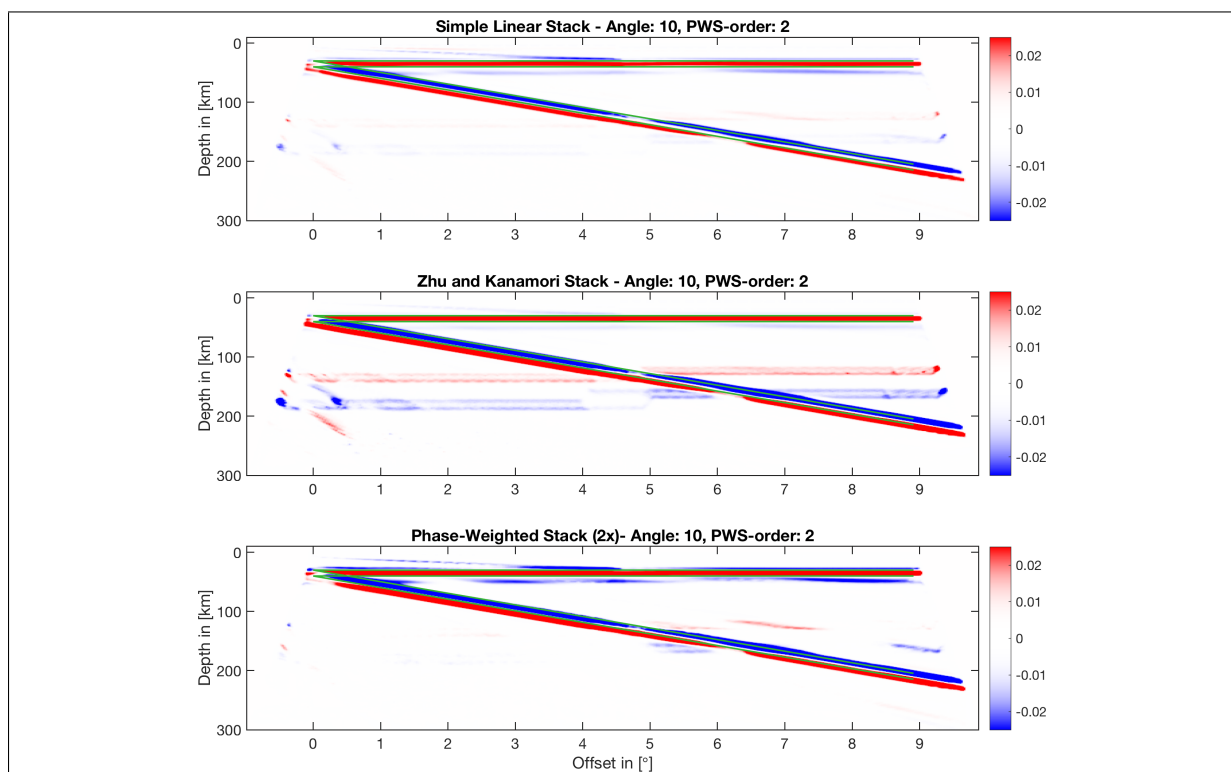 Simple Linear Stack - Angle: 10, PWS-order: 2
0
100
200
300
Depth in [km]
0 1 2 3 4 5 6 7 8 9
0.02
0.01
0
-0.01
-0.02
Zhu and Kanamori Stack - Angle: 10, PWS-order: 2
0
100
200
300
Depth in [km]
0 1 2 3 4 5 6 7 8 9
0.02
0.01
0
-0.01
-0.02
Phase-Weighted Stack (2x)- Angle: 10, PWS-order: 2
0
100
200
300
Depth in [km]
0 1 2 3 4 5 6 7 8 9
Offset in [°]
0.02
0.01
0
-0.01
-0.02